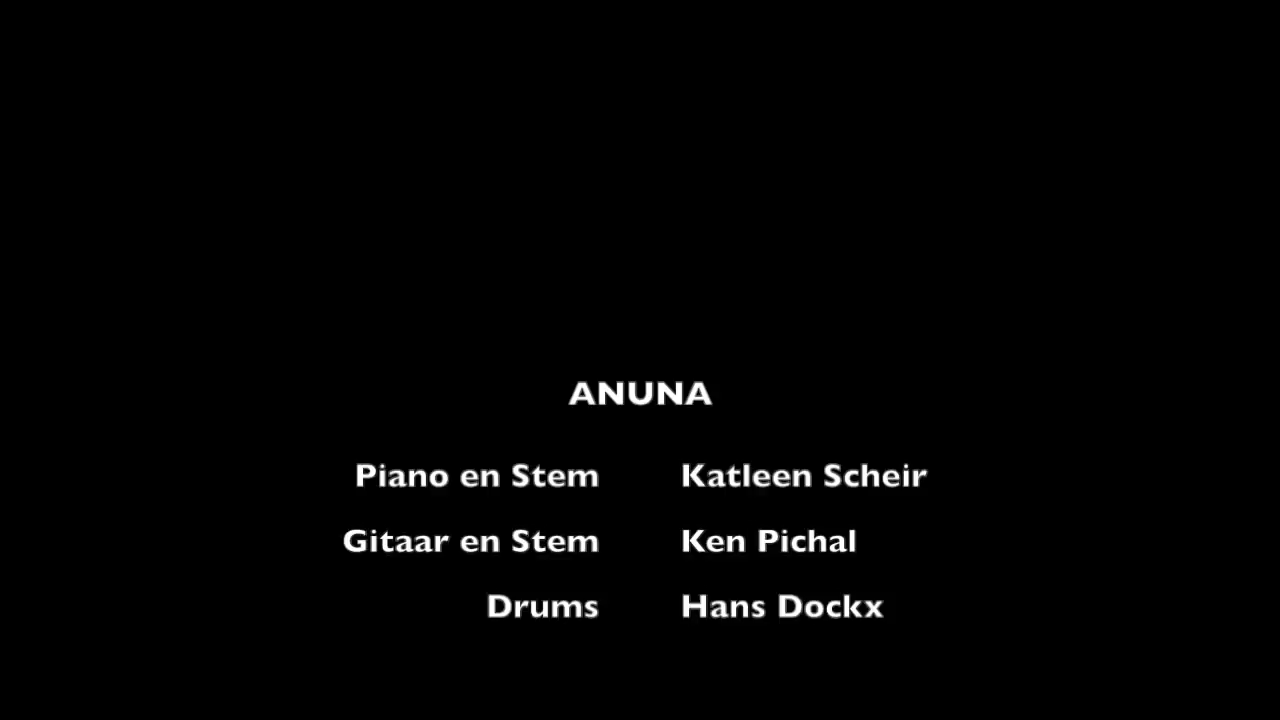 ANUNA
Piano en Stem Katleen Scheir
Gitaar en Stem Ken Pichal
Drums Hans Dockx